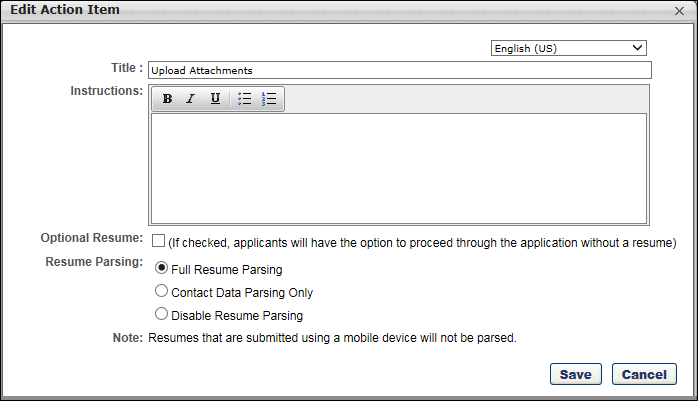 Edit Action Item
English (US)
Title : Upload Attachments
Instructions:
B I U
Optional Resume: (If checked, applicants will have the option to proceed through the application without a resume)
Resume Parsing: Full Resume Parsing
Contact Data Parsing Only
Disable Resume Parsing
Note: Resumes that are submitted using a mobile device will not be parsed.
Save Cancel